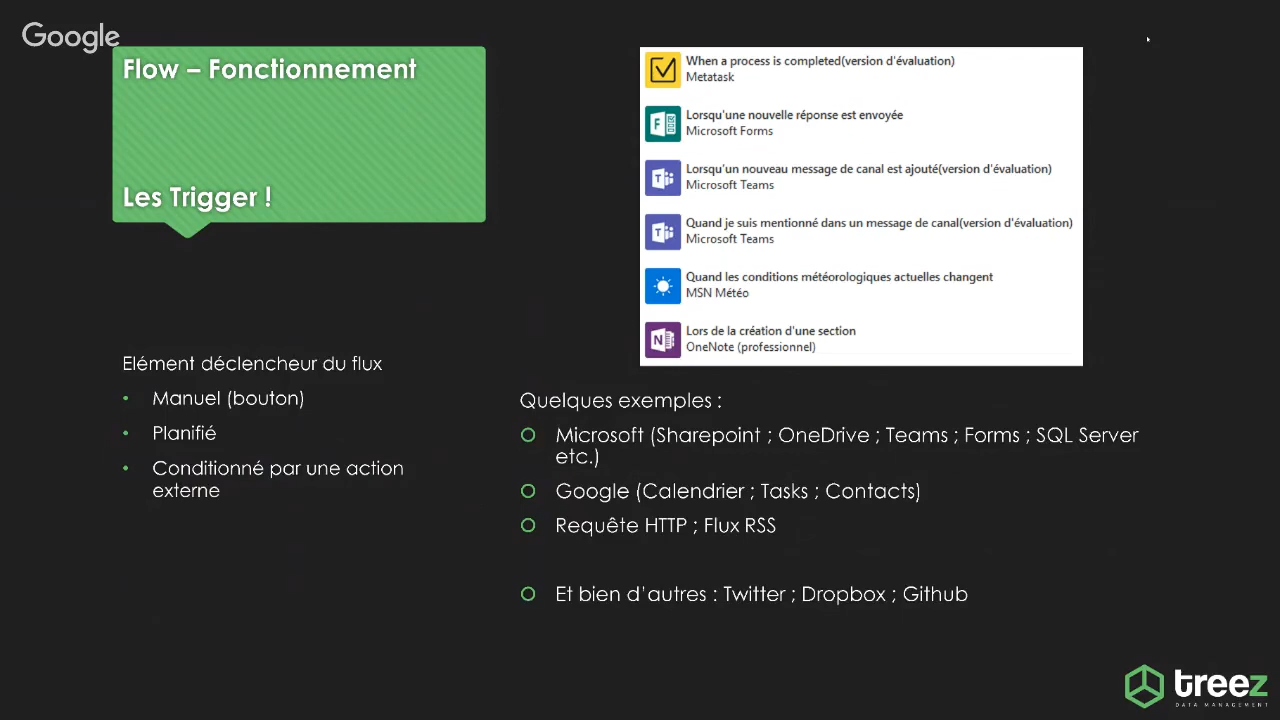 Google
Flow – Fonctionnement
Les Trigger !
Elément déclencheur du flux
• Manuel (bouton)
• Planifié
• Conditionné par une action
externe
When a process is completed(version d'évaluation)
Metatask
Lorsqu'une nouvelle réponse est envoyée
Microsoft Forms
Lorsqu'un nouveau message de canal est ajouté(version d'évaluation)
Microsoft Teams
Quand je suis mentionné dans un message de canal(version d'évaluation)
Microsoft Teams
Quand les conditions météorologiques actuelles changent
MSN Météo
Lors de la création d'une section
OneNote (professionnel)
Quelques exemples :
Microsoft (Sharepoint ; OneDrive ; Teams ; Forms ; SQL Server
etc.)
Google (Calendrier ; Tasks ; Contacts)
Requête HTTP ; Flux RSS
Et bien d'autres : Twitter ; Dropbox ; Github
treez
DATA MANAGEMENT